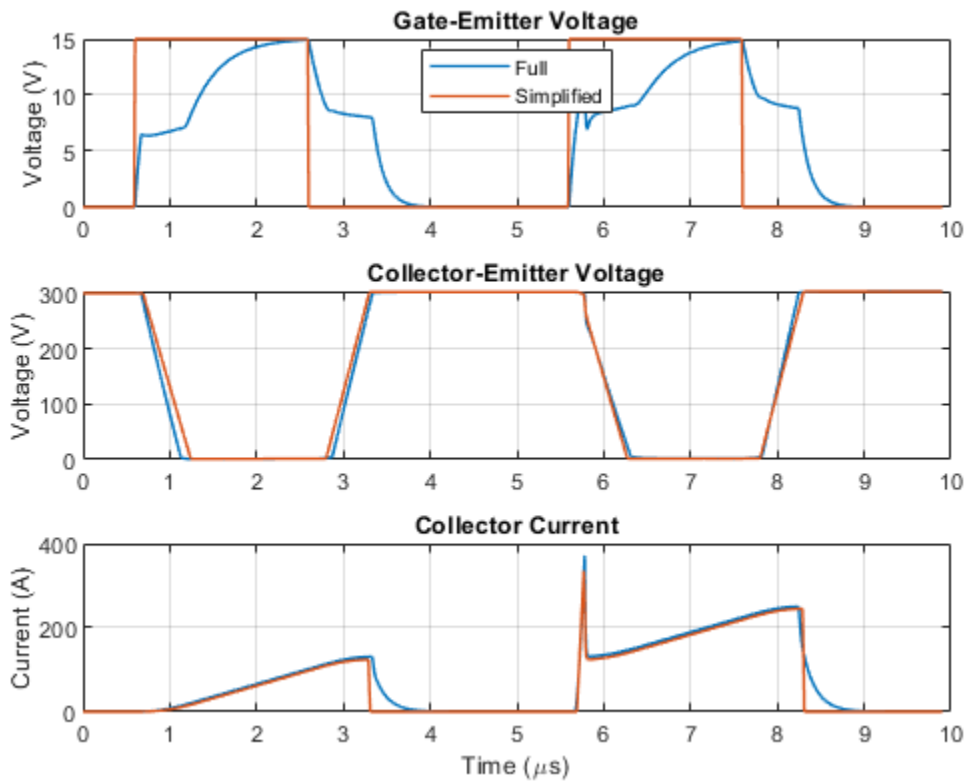 Gate-Emitter Voltage
15
10
5
0
Voltage (V)
Full
Simplified
0 1 2 3 4 5 6 7 8 9 10
Collector-Emitter Voltage
300
200
100
0
Voltage (V)
0 1 2 3 4 5 6 7 8 9 10
Collector Current
400
200
0
Current (A)
0 1 2 3 4 5 6 7 8 9 10
Time (μs)